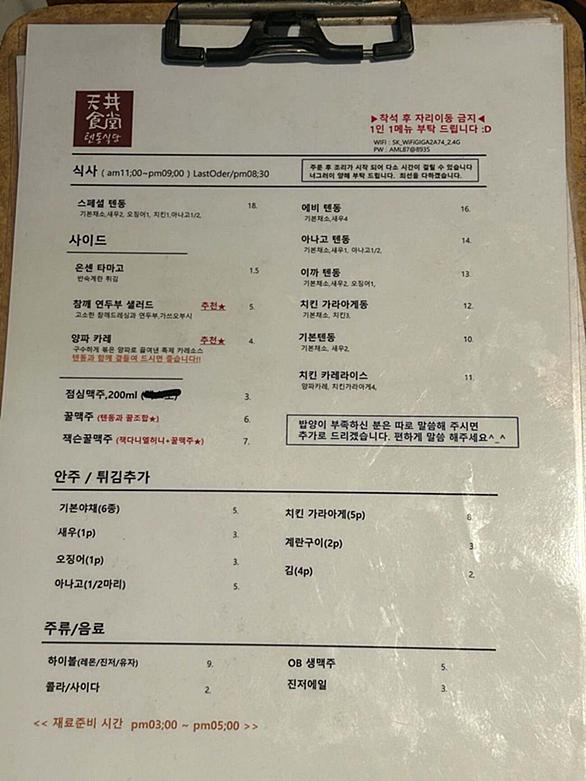 天丼
食堂
텐동식당
▶착석 후 자리이동 금지◀
1인 1메뉴 부탁 드립니다 :D
WIFI : SK_WiFiGIGA2A74_2.4G
PW : AML87@8935
식사 ( am11;00~pm09;00 ) LastOder/pm08;30
주문 후 조리가 시작 되어 다소 시간이 걸릴 수 있습니다
너그러이 양해 부탁 드립니다. 최선을 다하겠습니다.
스페셜 텐동 18.
기본채소,새우2, 오징어1, 치킨1,아나고1/2,
사이드
온센 타마고 1.5
반숙계란 튀김
참깨 연두부 샐러드 추천★ 5.
고소한 참깨드레싱과 연두부,가쓰오부시
양파 카레 추천★ 4.
구수하게 볶은 양파로 끓여낸 특제 카레소스
텐동과 함께 곁들여 드시면 좋습니다!!
점심맥주,200ml 3.
꿀맥주 (텐동과 꿀조합★) 6.
잭슨꿀맥주 (잭다니엘허니+꿀맥주★) 7.
에비 텐동 16.
기본채소,새우4
아나고 텐동 14.
기본채소,새우1, 아나고1/2,
이까 텐동 13.
기본채소,새우2, 오징어1,
치킨 가라아게동 12.
기본채소, 치킨3,
기본텐동 10.
기본채소, 새우2,
치킨 카레라이스 11.
양파카레, 치킨가라아게4,
밥양이 부족하신 분은 따로 말씀해 주시면
추가로 드리겠습니다. 편하게 말씀 해주세요^_^
안주 / 튀김추가
기본야채(6종) 5.
새우(1p) 3.
오징어(1p) 3.
아나고(1/2마리) 5.
치킨 가라아게(5p) 8.
계란구이(2p) 3.
김(4p) 2.
주류/음료
하이볼(레몬/진저/유자) 9.
콜라/사이다 2.
OB 생맥주 5.
진저에일 3.
<< 재료준비 시간 pm03;00 ~ pm05;00 >>